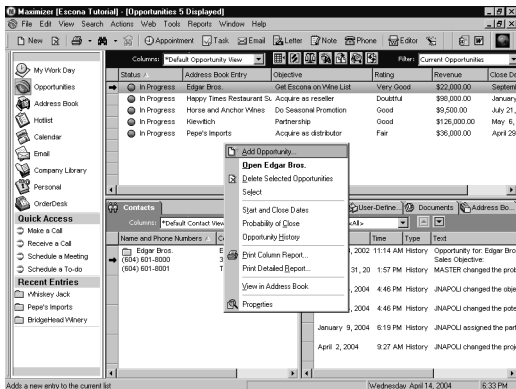 Maximizer [Escona Tutorial] - [Opportunities 5 Displayed]
File Edit View Search Actions Web Tools Reports Window Help
New Appointment Task Email Letter Note Phone Editor
My Work Day
Opportunities
Address Book
Hotlist
Calendar
Email
Company Library
Personal
OrderDesk
Quick Access
Make a Call
Receive a Call
Schedule a Meeting
Schedule a To-do
Recent Entries
Whiskey Jack
Pepe's Imports
BridgeHead Winery
Columns: *Default Opportunity View Filter: Current Opportunities
Status Address Book Entry Objective Rating Revenue Close Da
In Progress Edgar Bros. Get Escona on Wine List Very Good $22,000.00 Septemb
In Progress Happy Times Restaurant Su Acquire as reseller Doubtful $98,000.00 January
In Progress Horse and Anchor Wines Do Seasonal Promotion Good $9,500.00 July 21,
In Progress Kiewitch Partnership Good $126,000.00 May 6,
In Progress Pepe's Imports Acquire as distributor Fair $36,000.00 April 29
Add Opportunity...
Open Edgar Bros.
Delete Selected Opportunities
Select
Start and Close Dates
Probability of Close
Opportunity History
Print Column Report...
Print Detailed Report...
View in Address Book
Properties
Contacts
Columns: *Default Contact View
Name and Phone Numbers
Edgar Bros.
(604) 601-8000
(604) 601-8001
User-Define... Documents Address Bo...
<All>
Time Type Text
, 2002 11:14 AM History Opportunity for: Edgar Bro
Sales Objective:
31, 20 1:57 PM History MASTER changed the prob
, 2004 4:46 PM History JNAPOLI changed the obje
, 2004 4:46 PM History JNAPOLI changed the pote
January 9, 2004 6:19 PM History JNAPOLI assigned the part
April 2, 2004 9:27 AM History JNAPOLI changed the proj
Adds a new entry to the current list
Wednesday April 14, 2004 6:33 PM